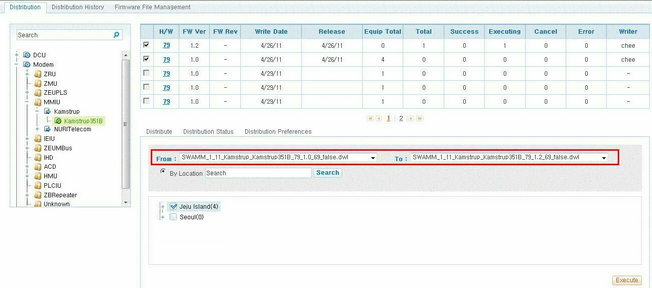 Distribution Distribution History Firmware File Management
Search
DCU
Modem
ZRU
ZMU
ZEUPLS
MMIU
Kamstrup
Kamstrup351B
NURITelecom
IEIU
ZEUMBus
IHD
ACD
HMU
PLCIU
ZBRepeater
Unknown
H/W FW Ver FW Rev Write Date Release Equip Total Total Success Executing Cancel Error Writer
79 1.2 - 4/26/11 4/26/11 0 1 0 1 0 0 chee
79 1.0 - 4/26/11 4/26/11 4 0 0 0 0 0 chee
79 1.0 - 4/29/11 1 0 0 0 0 0 -
79 1.0 - 4/29/11 1 0 0 0 0 0 -
79 1.0 - 4/29/11 1 0 0 0 0 0 -
1 | 2
Distribute Distribution Status Distribution Preferences
From : SWAMM_1_11_Kamstrup_Kamstrup351B_79_1.0_69_false.dwl To : SWAMM_1_11_Kamstrup_Kamstrup351B_79_1.2_69_false.dwl
By Location Search Search
Jeju Island(4)
Seoul(0)
Execute